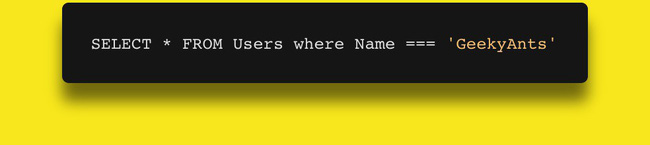 SELECT * FROM Users where Name === 'GeekyAnts'